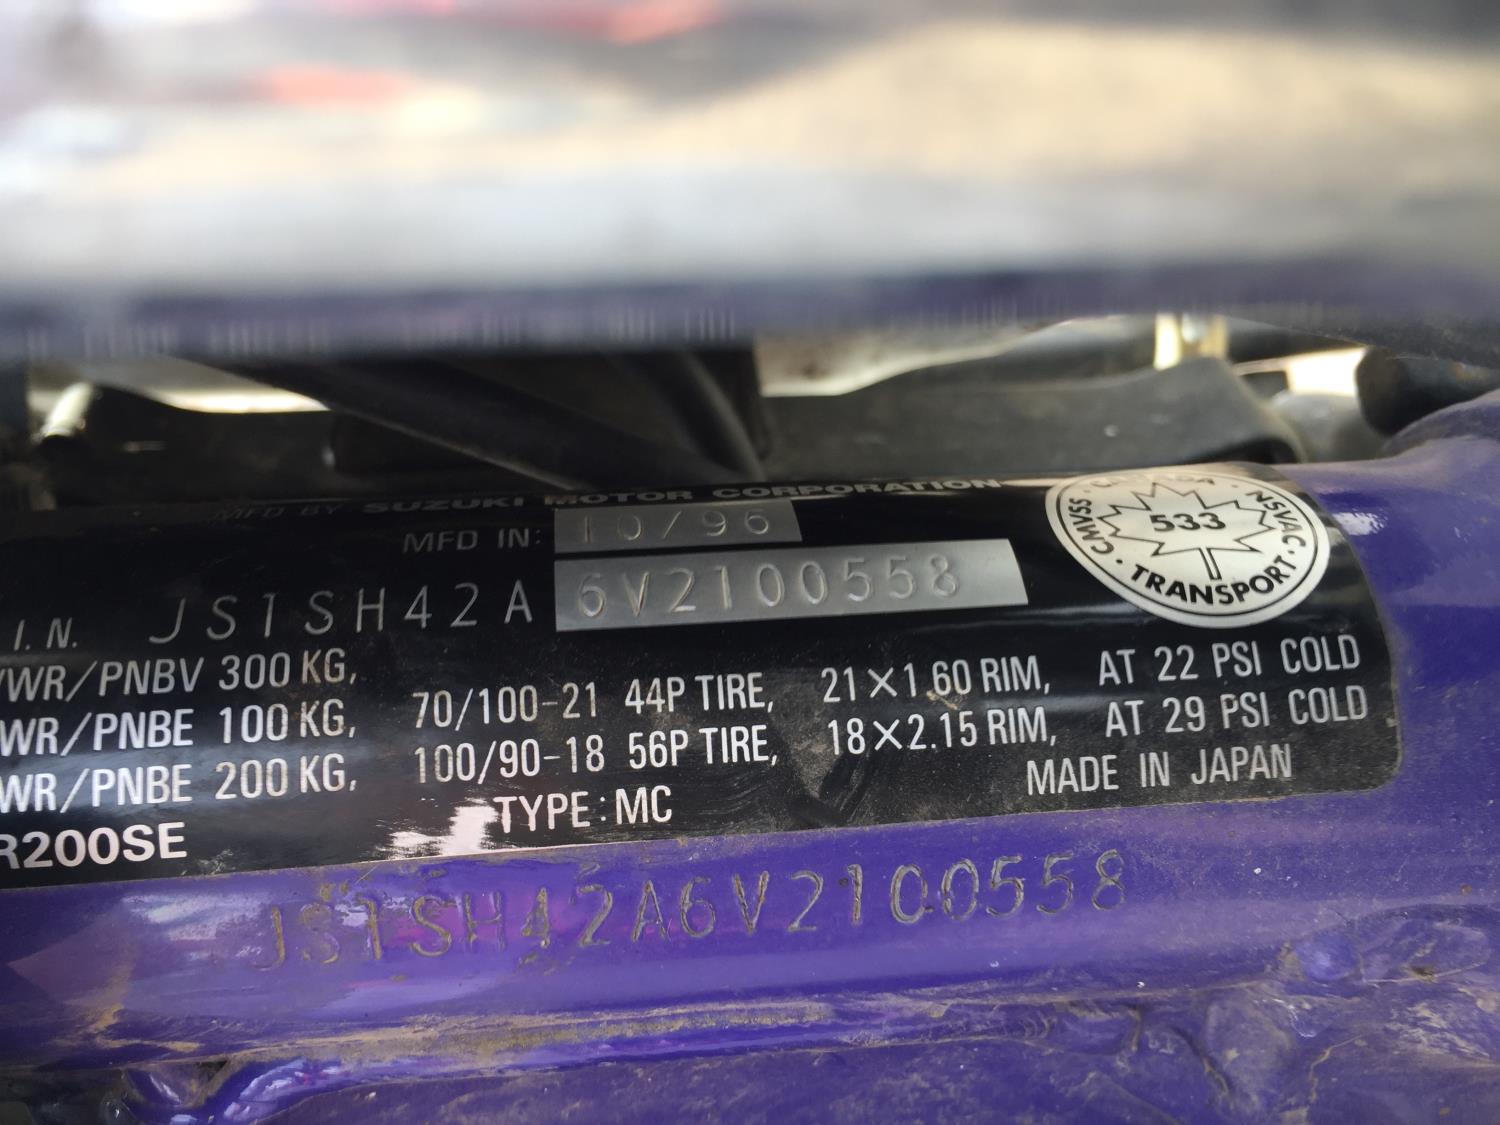 MFD BY SUZUKI MOTOR CORPORATION
MFD IN: 10/96
I.N. JS1SH42A 6V2100558
VWR/PNBV 300 KG,
WR/PNBE 100 KG, 70/100-21 44P TIRE, 21×1.60 RIM, AT 22 PSI COLD
WR/PNBE 200 KG, 100/90-18 56P TIRE, 18×2.15 RIM, AT 29 PSI COLD
R200SE TYPE: MC MADE IN JAPAN
CANADA
CMVSS 533 NSVAC
TRANSPORT
JS1SH42A6V2100558